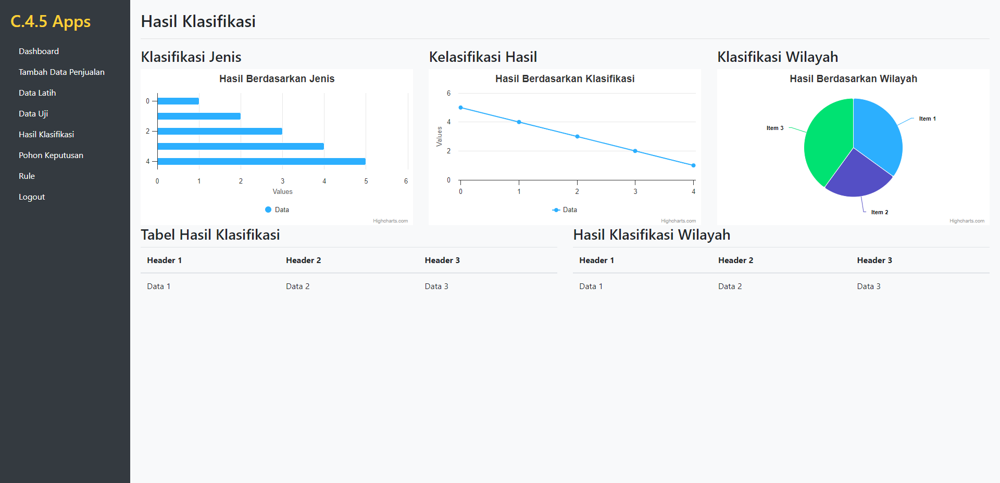 C.4.5 Apps
Dashboard
Tambah Data Penjualan
Data Latih
Data Uji
Hasil Klasifikasi
Pohon Keputusan
Rule
Logout
Hasil Klasifikasi
Klasifikasi Jenis
Hasil Berdasarkan Jenis
0
2
4
0 1 2 3 4 5 6
Values
Data
Highcharts.com
Kelasifikasi Hasil
Hasil Berdasarkan Klasifikasi
Values
6
4
2
0
0 1 2 3 4
Data
Highcharts.com
Klasifikasi Wilayah
Hasil Berdasarkan Wilayah
Item 1
Item 3
Item 2
Highcharts.com
Tabel Hasil Klasifikasi
Header 1 Header 2 Header 3
Data 1 Data 2 Data 3
Hasil Klasifikasi Wilayah
Header 1 Header 2 Header 3
Data 1 Data 2 Data 3